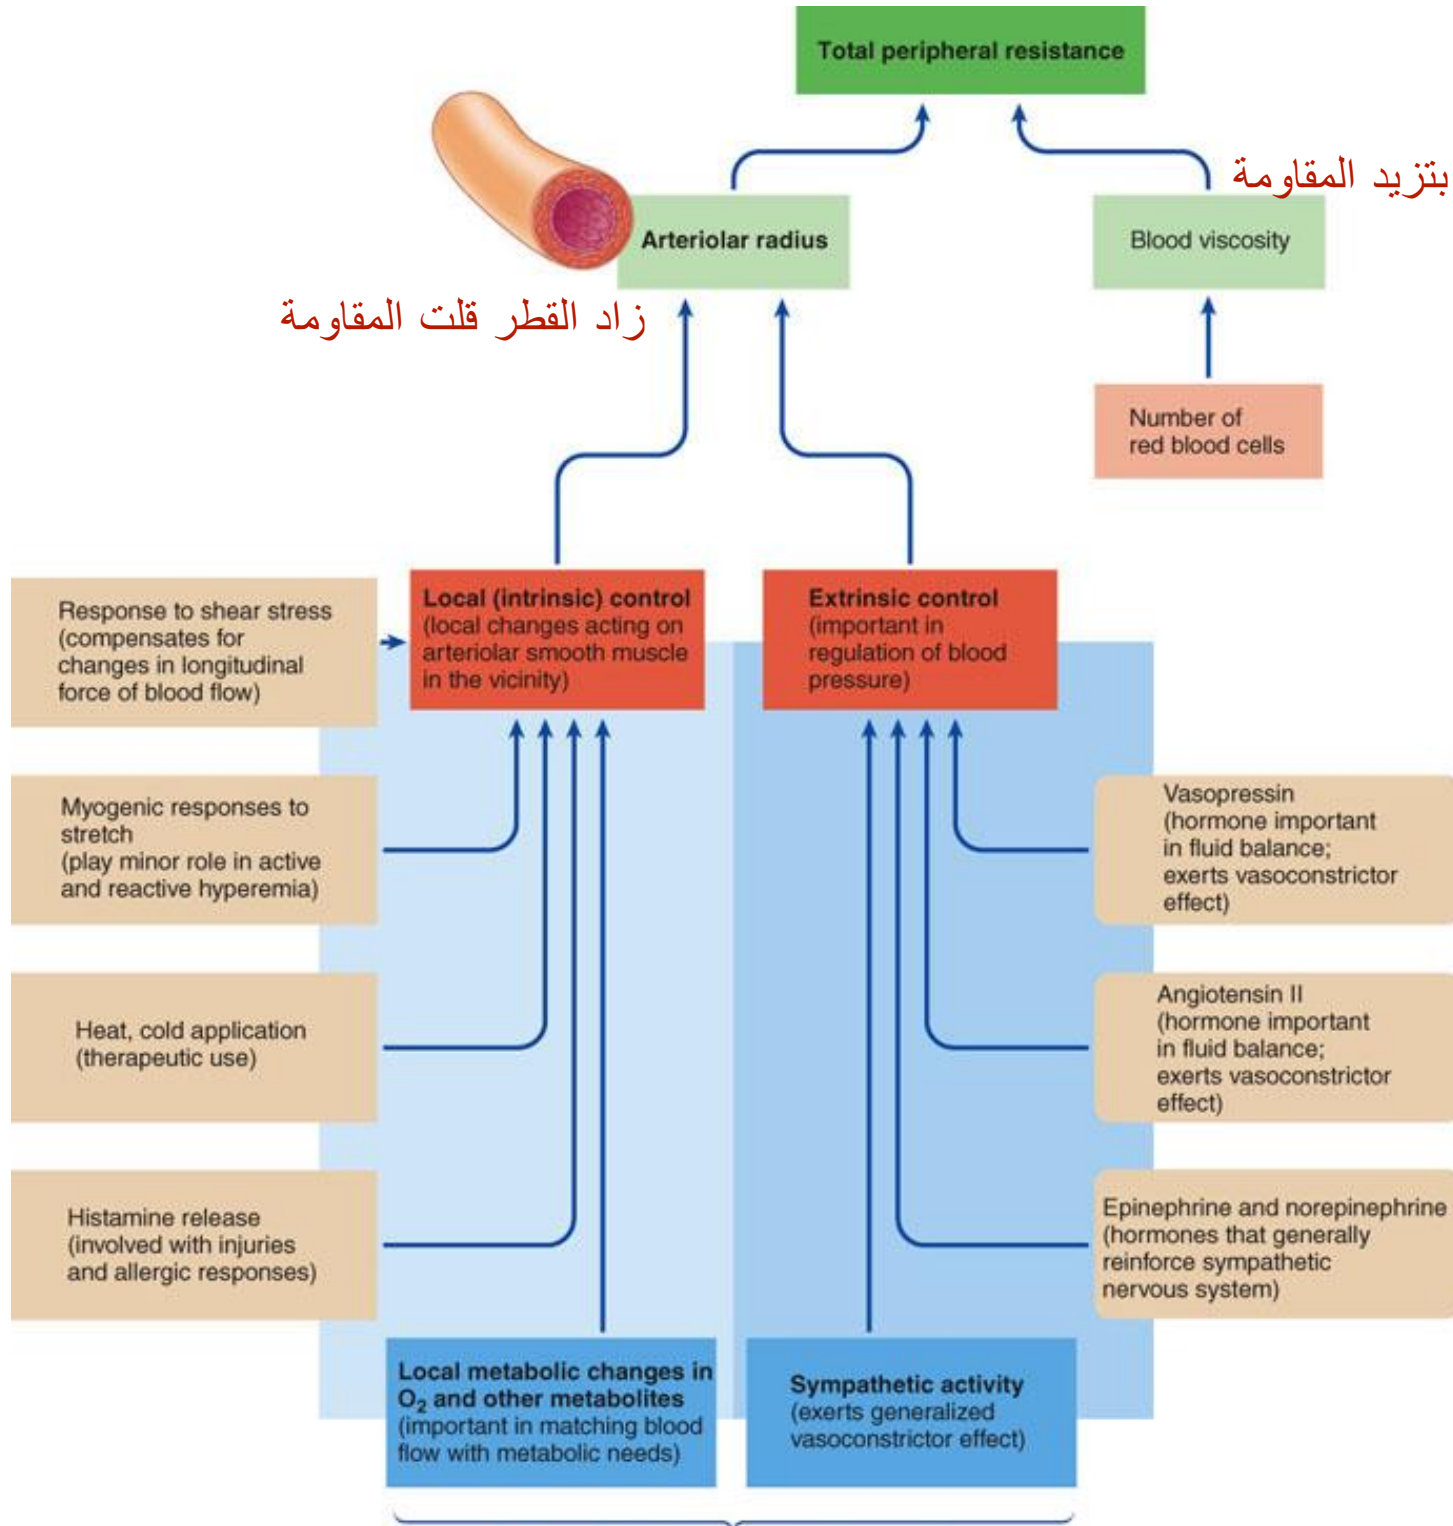 Total peripheral resistance
بتزيد المقاومة
Arteriolar radius
Blood viscosity
زاد القطر قلت المقاومة
Number of
red blood cells
Response to shear stress
(compensates for
changes in longitudinal
force of blood flow)
Local (intrinsic) control
(local changes acting on
arteriolar smooth muscle
in the vicinity)
Extrinsic control
(important in
regulation of blood
pressure)
Myogenic responses to
stretch
(play minor role in active
and reactive hyperemia)
Vasopressin
(hormone important
in fluid balance;
exerts vasoconstrictor
effect)
Heat, cold application
(therapeutic use)
Angiotensin II
(hormone important
in fluid balance;
exerts vasoconstrictor
effect)
Histamine release
(involved with injuries
and allergic responses)
Epinephrine and norepinephrine
(hormones that generally
reinforce sympathetic
nervous system)
Local metabolic changes in
O₂ and other metabolites
(important in matching blood
flow with metabolic needs)
Sympathetic activity
(exerts generalized
vasoconstrictor effect)